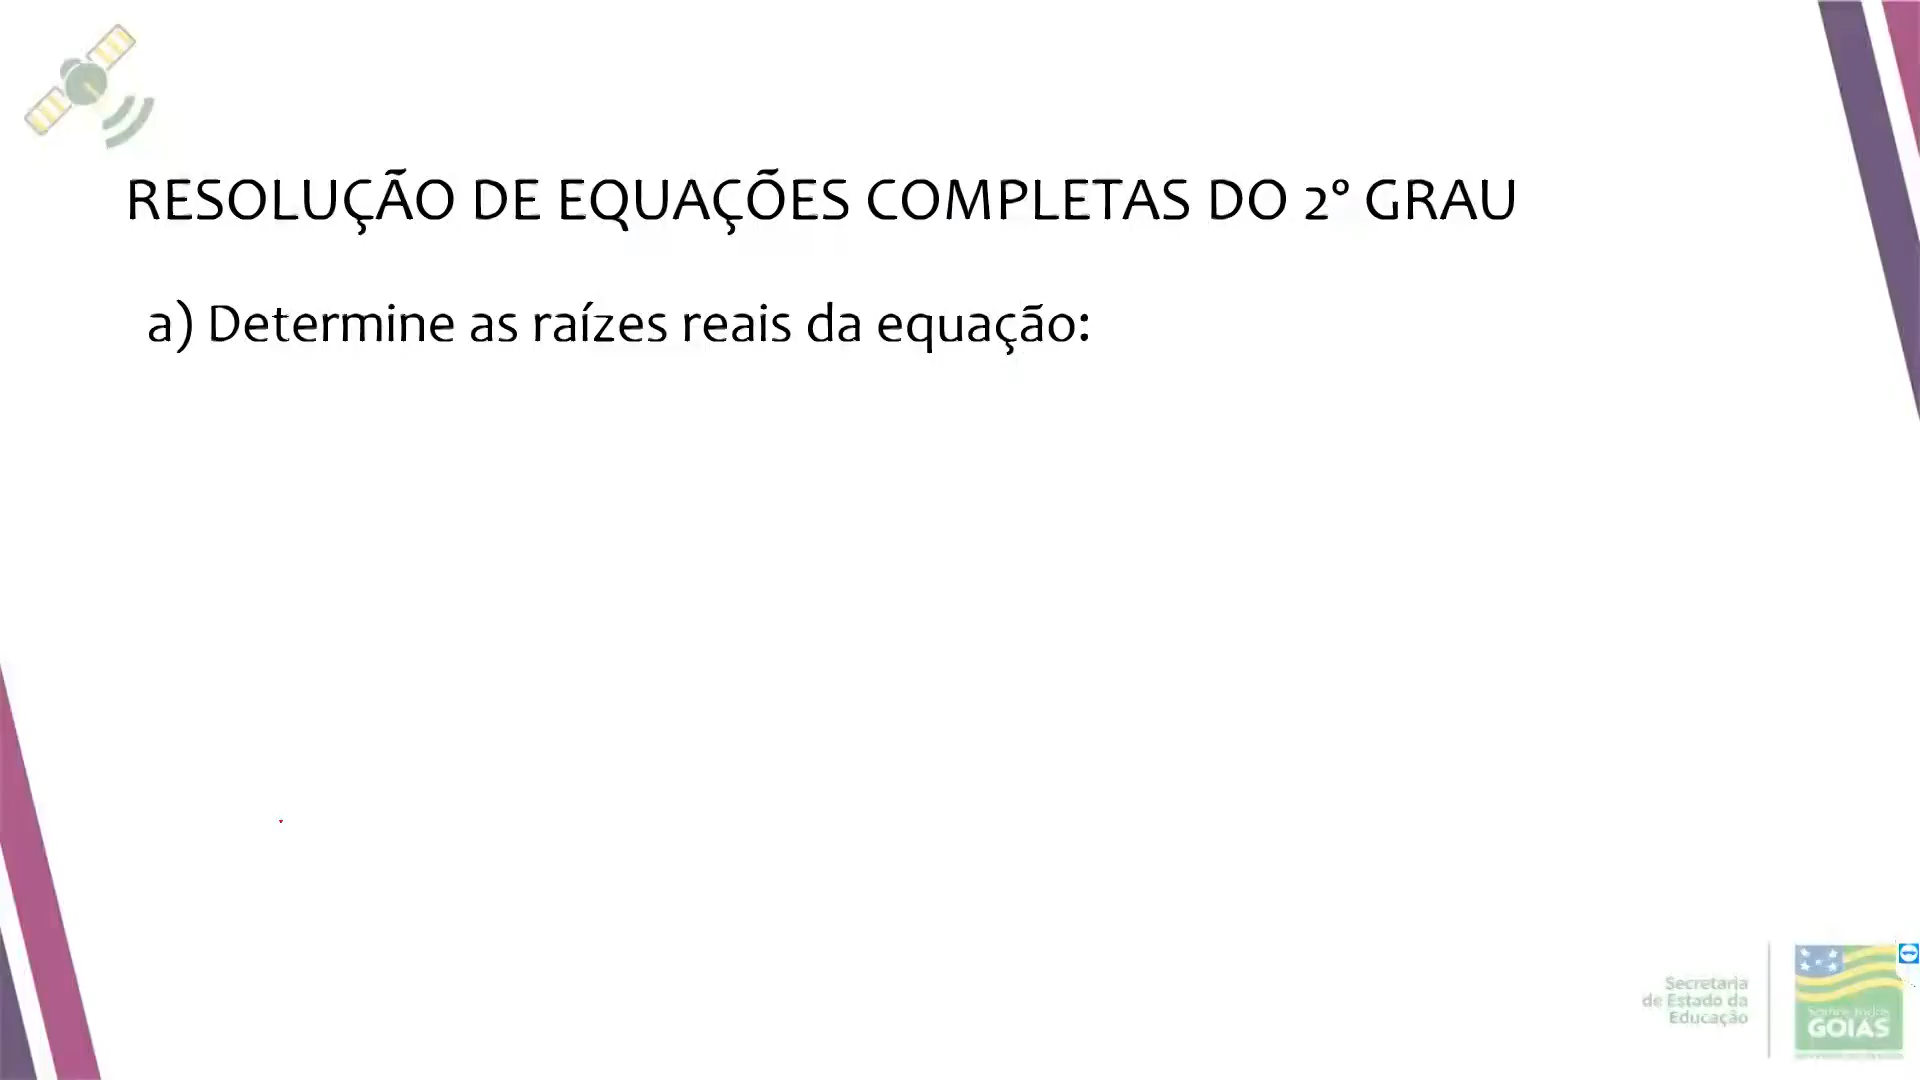 RESOLUÇÃO DE EQUAÇÕES COMPLETAS DO 2º GRAU
a) Determine as raízes reais da equação:
Secretaria
de Estado da
Educação
GOIÁS